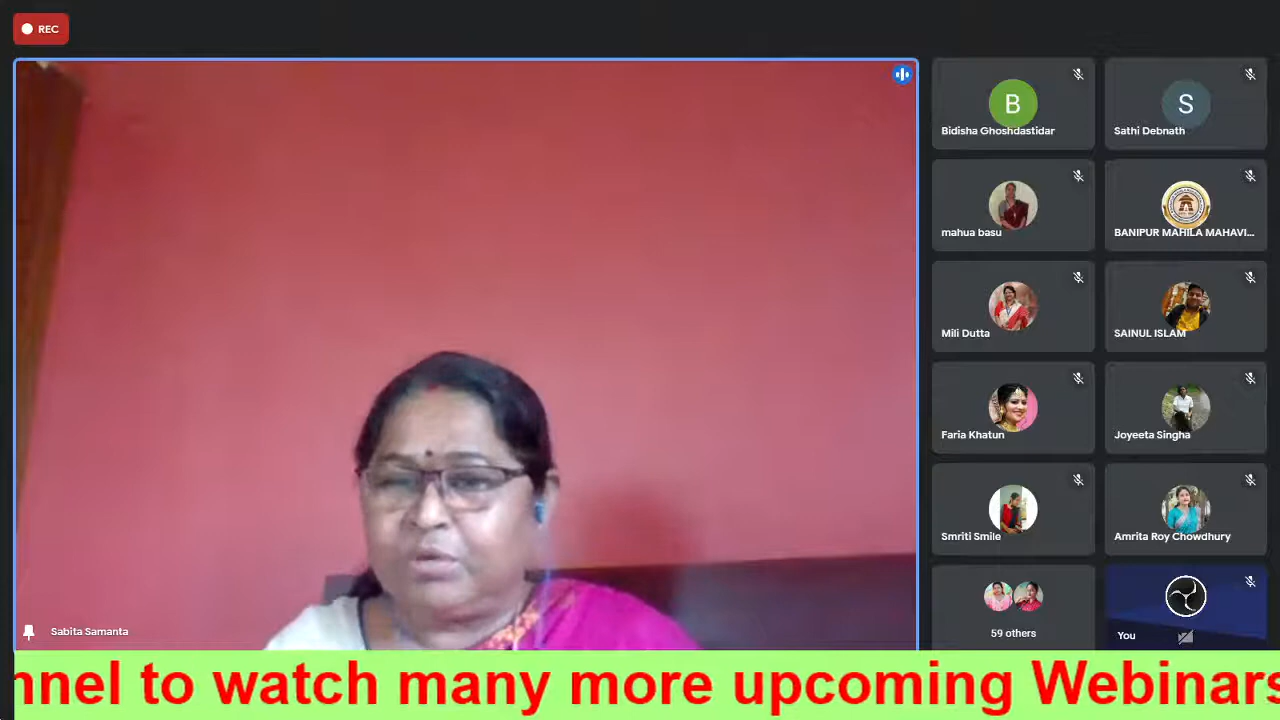 REC
B
S
Bidisha Ghoshdastidar
Sathi Debnath
mahua basu
BANIPUR MAHILA MAHAVI...
Mili Dutta
SAINUL ISLAM
Faria Khatun
Joyeeta Singha
Smriti Smile
Amrita Roy Chowdhury
59 others
You
Sabita Samanta
nnel to watch many more upcoming Webinars